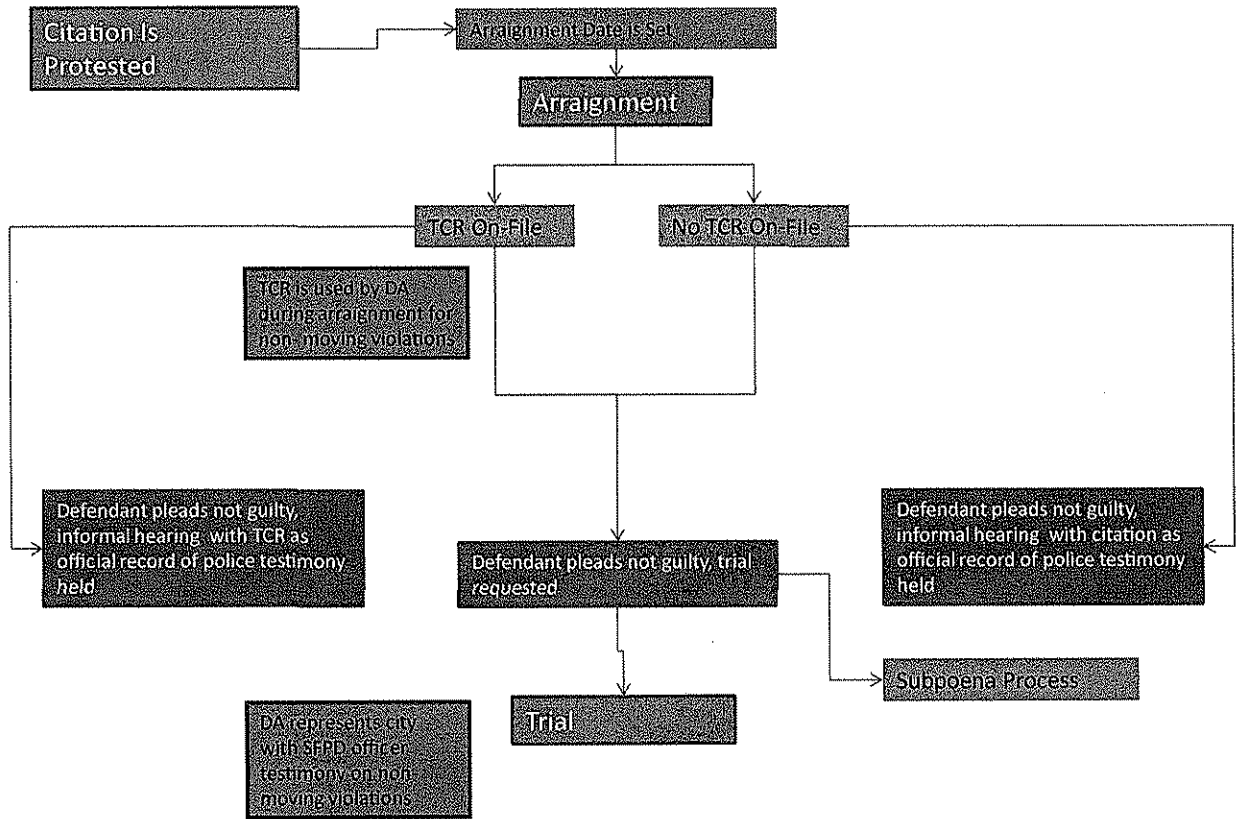 Citation Is
Protested
Arraignment Date is Set
Arraignment
TCR On-File
No TCR On-File
TCR is used by DA
during arraignment for
non- moving violations
Defendant pleads not guilty,
informal hearing with TCR as
official record of police testimony
held
Defendant pleads not guilty, trial
requested
Defendant pleads not guilty,
informal hearing with citation as
official record of police testimony
held
Subpoena Process
Trial
DA represents city
with SFPD officer
testimony on non
moving violations